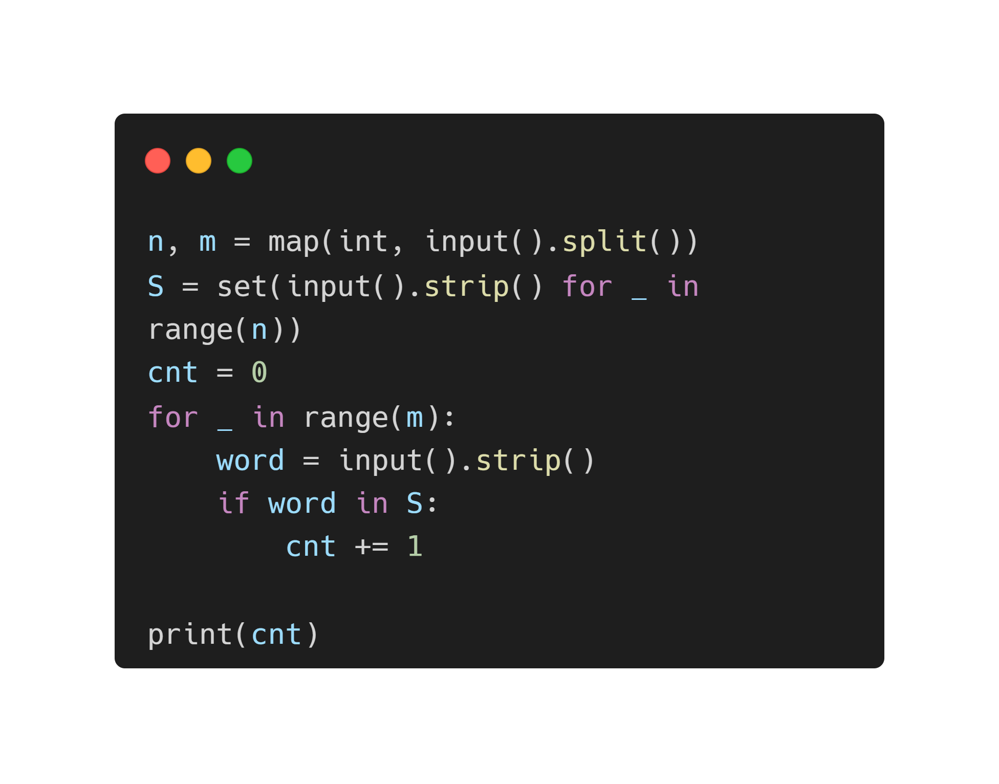 n, m = map(int, input().split())
S = set(input().strip() for _ in
range(n))
cnt = 0
for _ in range(m):
    word = input().strip()
    if word in S:
        cnt += 1

print(cnt)